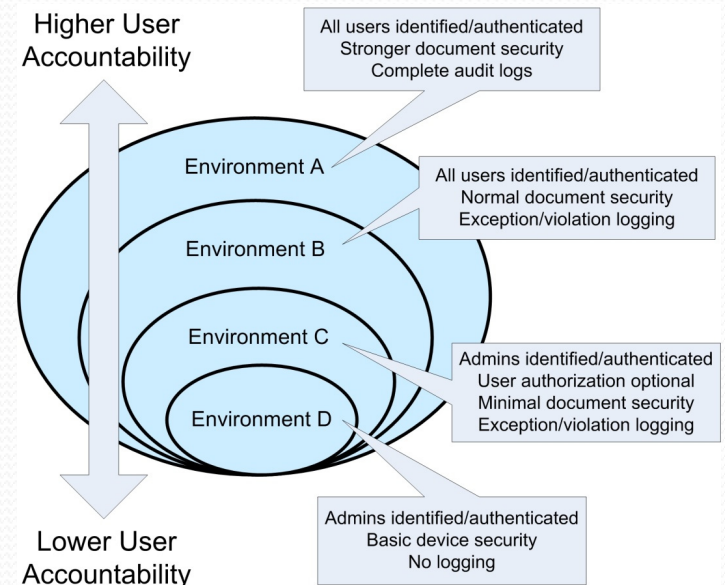 Higher User
Accountability
All users identified/authenticated
Stronger document security
Complete audit logs
Environment A
All users identified/authenticated
Normal document security
Exception/violation logging
Environment B
Environment C
Admins identified/authenticated
User authorization optional
Minimal document security
Exception/violation logging
Environment D
Admins identified/authenticated
Basic device security
No logging
Lower User
Accountability